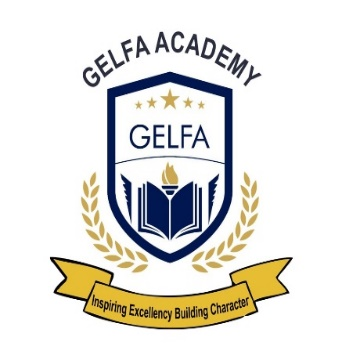 GELFA ACADEMY
GELFA
Inspiring Excellency Building Character